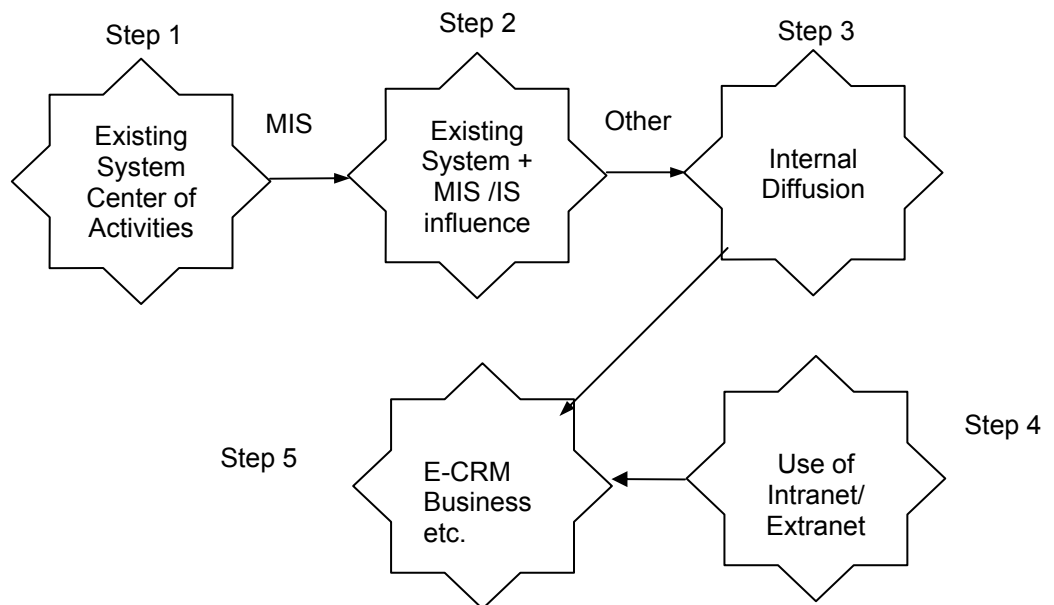 Step 1
Existing
System
Center of
Activities
MIS
Step 2
Existing
System +
MIS /IS
influence
Other
Step 3
Internal
Diffusion
Step 4
Use of
Intranet/
Extranet
Step 5
E-CRM
Business
etc.